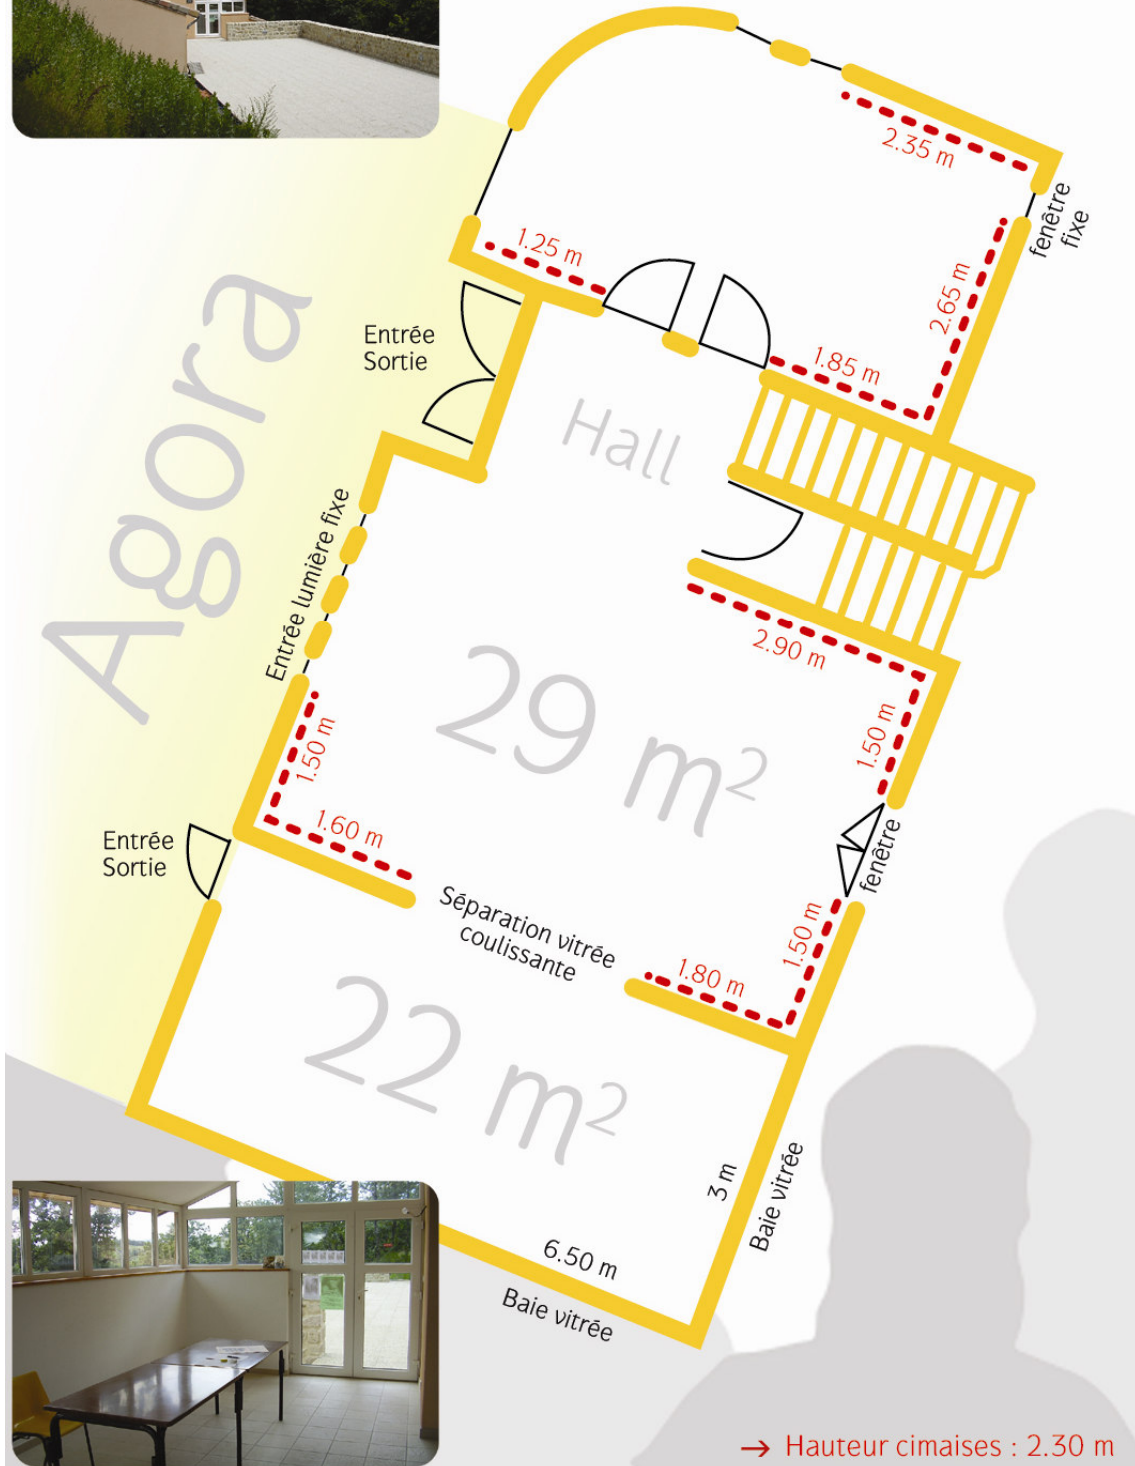 2.35 m
fenêtre
fixe
1.25 m
2.65 m
Entrée
Sortie
1.85 m
Agora
Hall
Entrée lumière fixe
2.90 m
29 m²
1.50 m
1.50 m
1.60 m
Entrée
Sortie
fenêtre
Séparation vitrée
coulissante
1.50 m
1.80 m
22 m²
3 m
Baie vitrée
6.50 m
Baie vitrée
→ Hauteur cimaises : 2.30 m